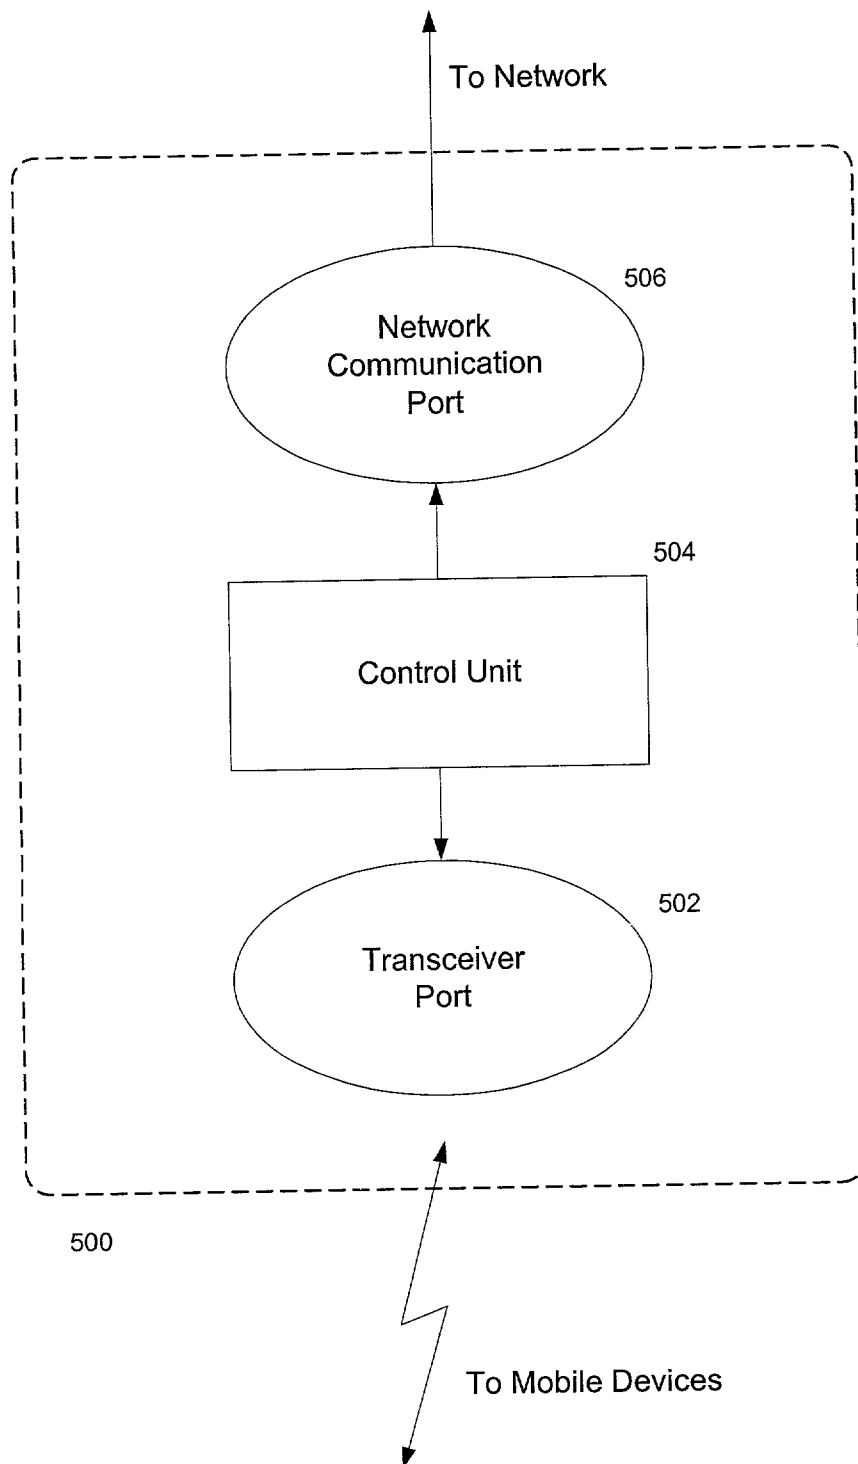 To Network
506
Network
Communication
Port
504
Control Unit
502
Transceiver
Port
500
To Mobile Devices